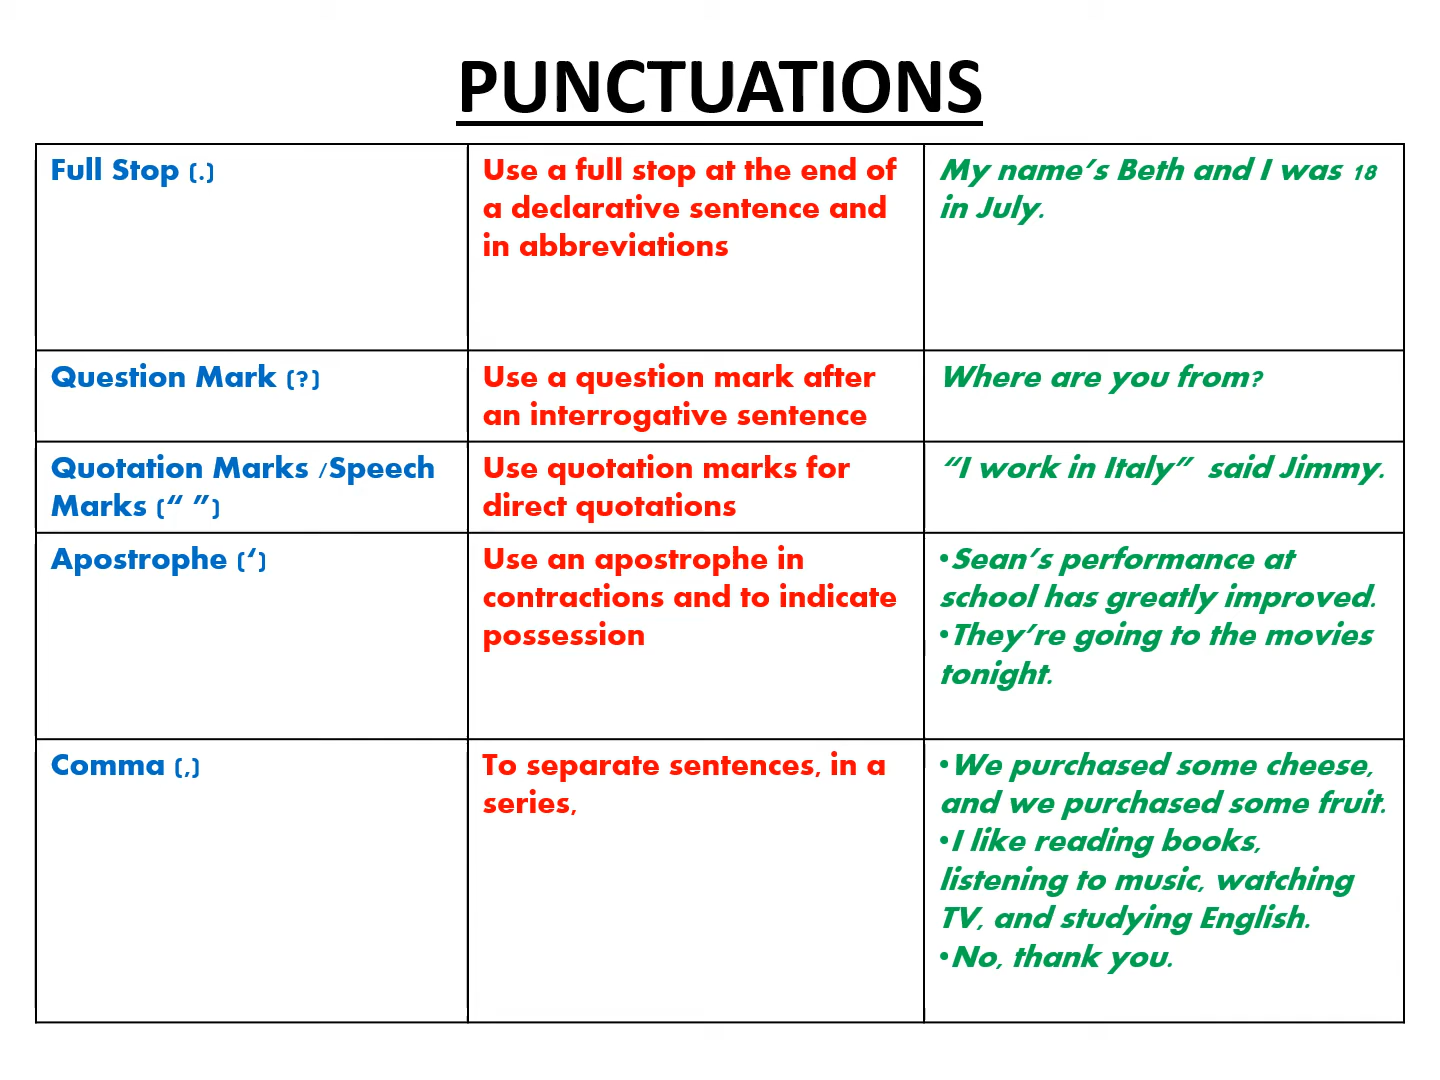 PUNCTUATIONS
Full Stop (.)
Use a full stop at the end of
a declarative sentence and
in abbreviations
My name’s Beth and I was 18
in July.
Question Mark (?)
Use a question mark after
an interrogative sentence
Where are you from?
Quotation Marks /Speech
Marks (“ ”)
Use quotation marks for
direct quotations
“I work in Italy”  said Jimmy.
Apostrophe (‘)
Use an apostrophe in
contractions and to indicate
possession
•Sean’s performance at
school has greatly improved.
•They’re going to the movies
tonight.
Comma (,)
To separate sentences, in a
series,
•We purchased some cheese,
and we purchased some fruit.
•I like reading books,
listening to music, watching
TV, and studying English.
•No, thank you.